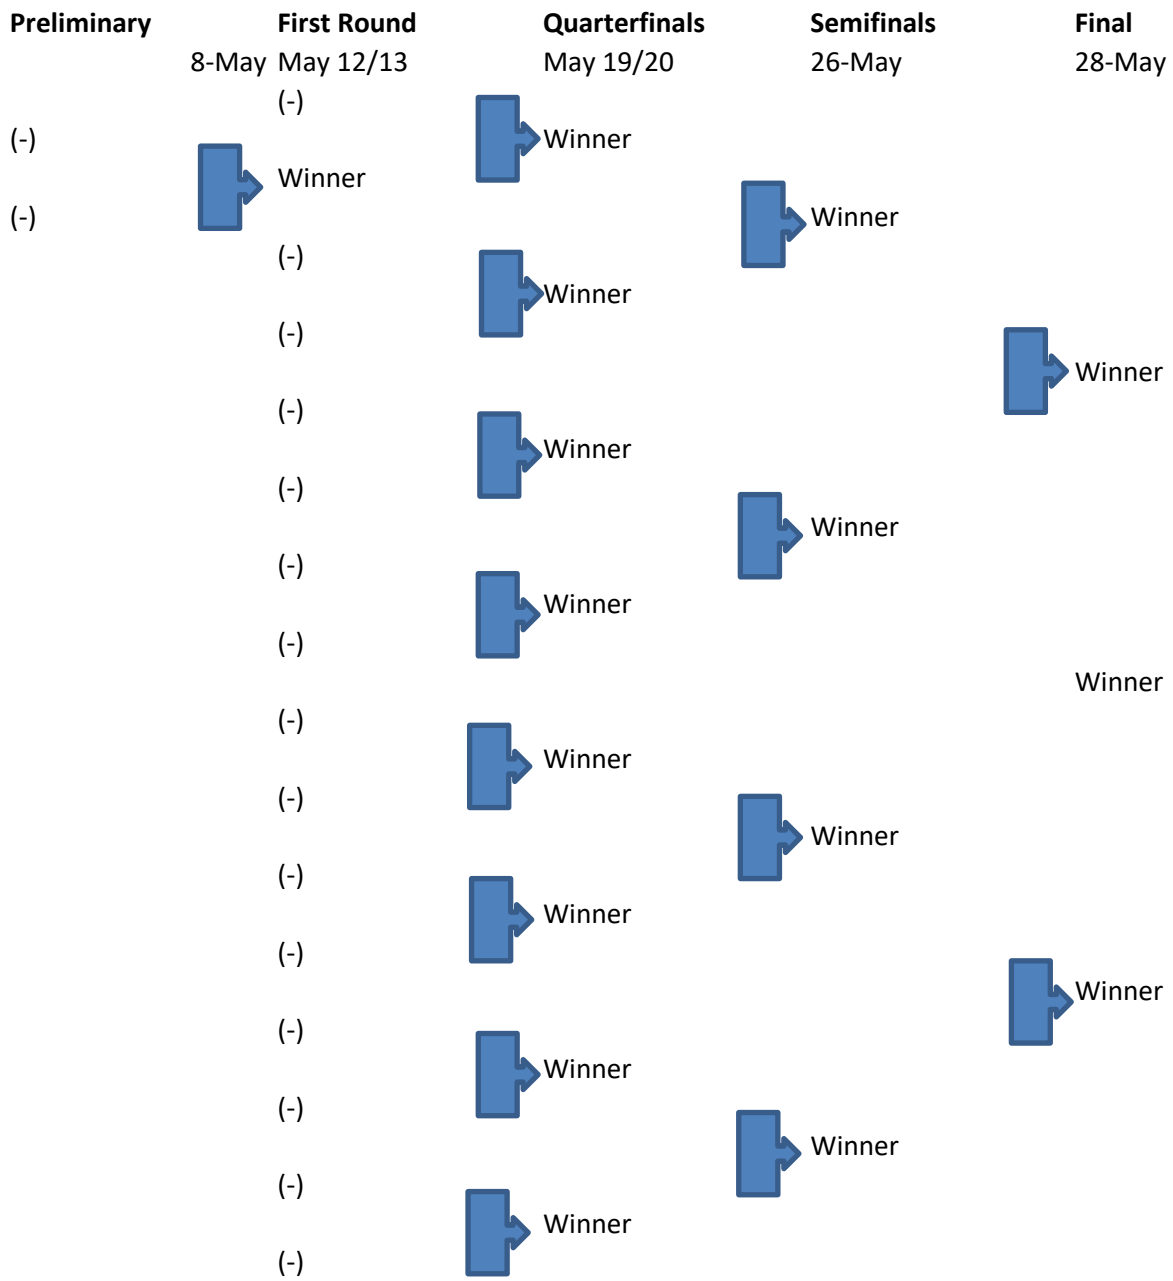 Preliminary First Round Quarterfinals Semifinals Final
8-May May 12/13 May 19/20 26-May 28-May
(-)
(-) Winner
Winner
(-) Winner
(-)
Winner
(-)
Winner
(-)
Winner
(-)
Winner
(-)
Winner
(-)
Winner
(-)
Winner
(-)
Winner
(-)
Winner
(-)
Winner
Winner
(-)
Winner
(-)
Winner
(-)
Winner
(-)